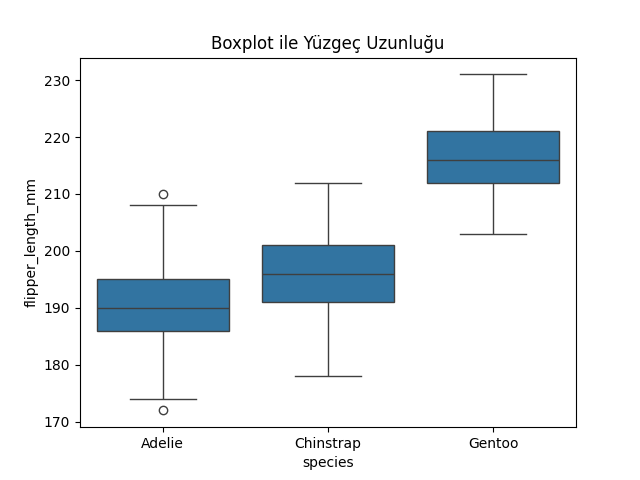 Boxplot ile Yüzgeç Uzunluğu
flipper_length_mm
230
220
210
200
190
180
170
Adelie
Chinstrap
Gentoo
species